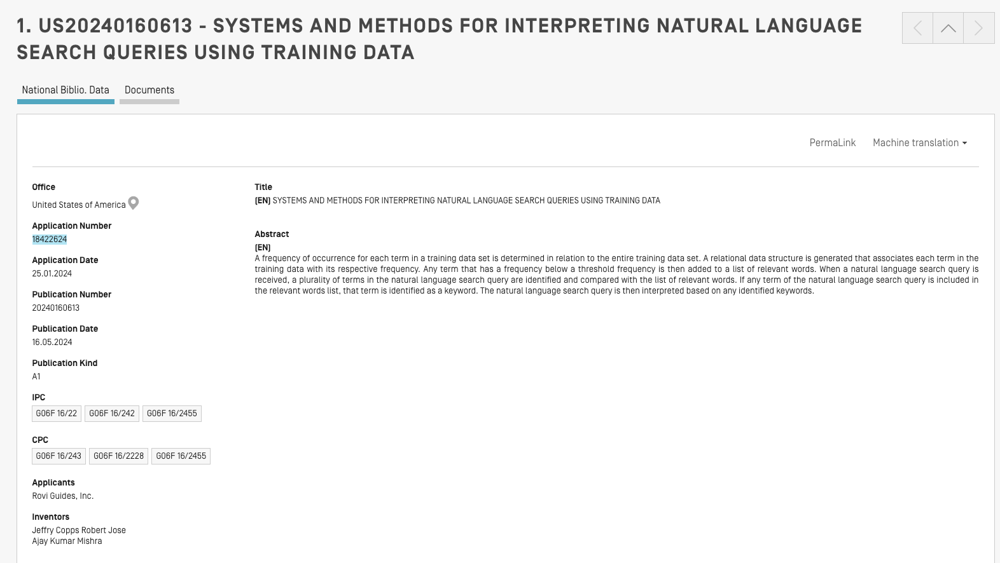 1. US20240160613 - SYSTEMS AND METHODS FOR INTERPRETING NATURAL LANGUAGE
SEARCH QUERIES USING TRAINING DATA
National Biblio. Data
Documents
PermaLink
Machine translation
Office
United States of America
Application Number
18422624
Application Date
25.01.2024
Publication Number
20240160613
Publication Date
16.05.2024
Publication Kind
A1
IPC
G06F 16/22 G06F 16/242 G06F 16/2455
CPC
G06F 16/243 G06F 16/2228 G06F 16/2455
Applicants
Rovi Guides, Inc.
Inventors
Jeffry Copps Robert Jose
Ajay Kumar Mishra
Title
(EN) SYSTEMS AND METHODS FOR INTERPRETING NATURAL LANGUAGE SEARCH QUERIES USING TRAINING DATA
Abstract
(EN)
A frequency of occurrence for each term in a training data set is determined in relation to the entire training data set. A relational data structure is generated that associates each term in the
training data with its respective frequency. Any term that has a frequency below a threshold frequency is then added to a list of relevant words. When a natural language search query is
received, a plurality of terms in the natural language search query are identified and compared with the list of relevant words. If any term of the natural language search query is included in
the relevant words list, that term is identified as a keyword. The natural language search query is then interpreted based on any identified keywords.